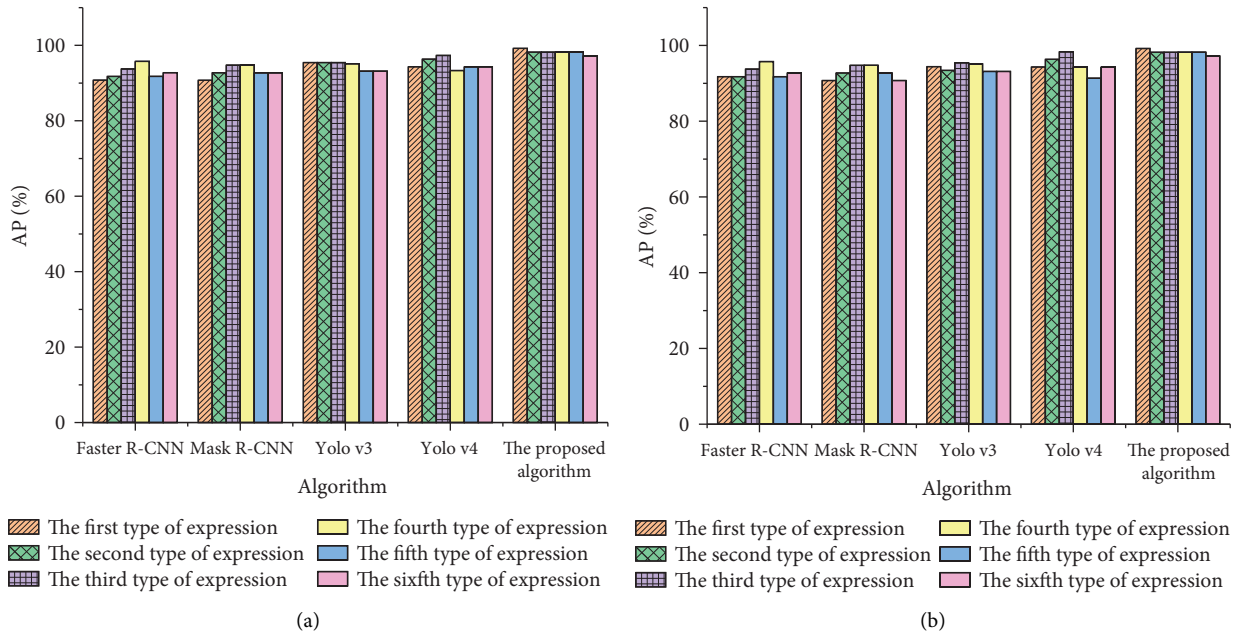 100
80
60
40
20
0
AP (%)
Faster R-CNN
Mask R-CNN
Yolo v3
Yolo v4
The proposed
algorithm
Algorithm
The first type of expression
The second type of expression
The third type of expression
The fourth type of expression
The fifth type of expression
The sixfth type of expression
(a)
100
80
60
40
20
0
AP (%)
Faster R-CNN
Mask R-CNN
Yolo v3
Yolo v4
The proposed
algorithm
Algorithm
The first type of expression
The second type of expression
The third type of expression
The fourth type of expression
The fifth type of expression
The sixfth type of expression
(b)